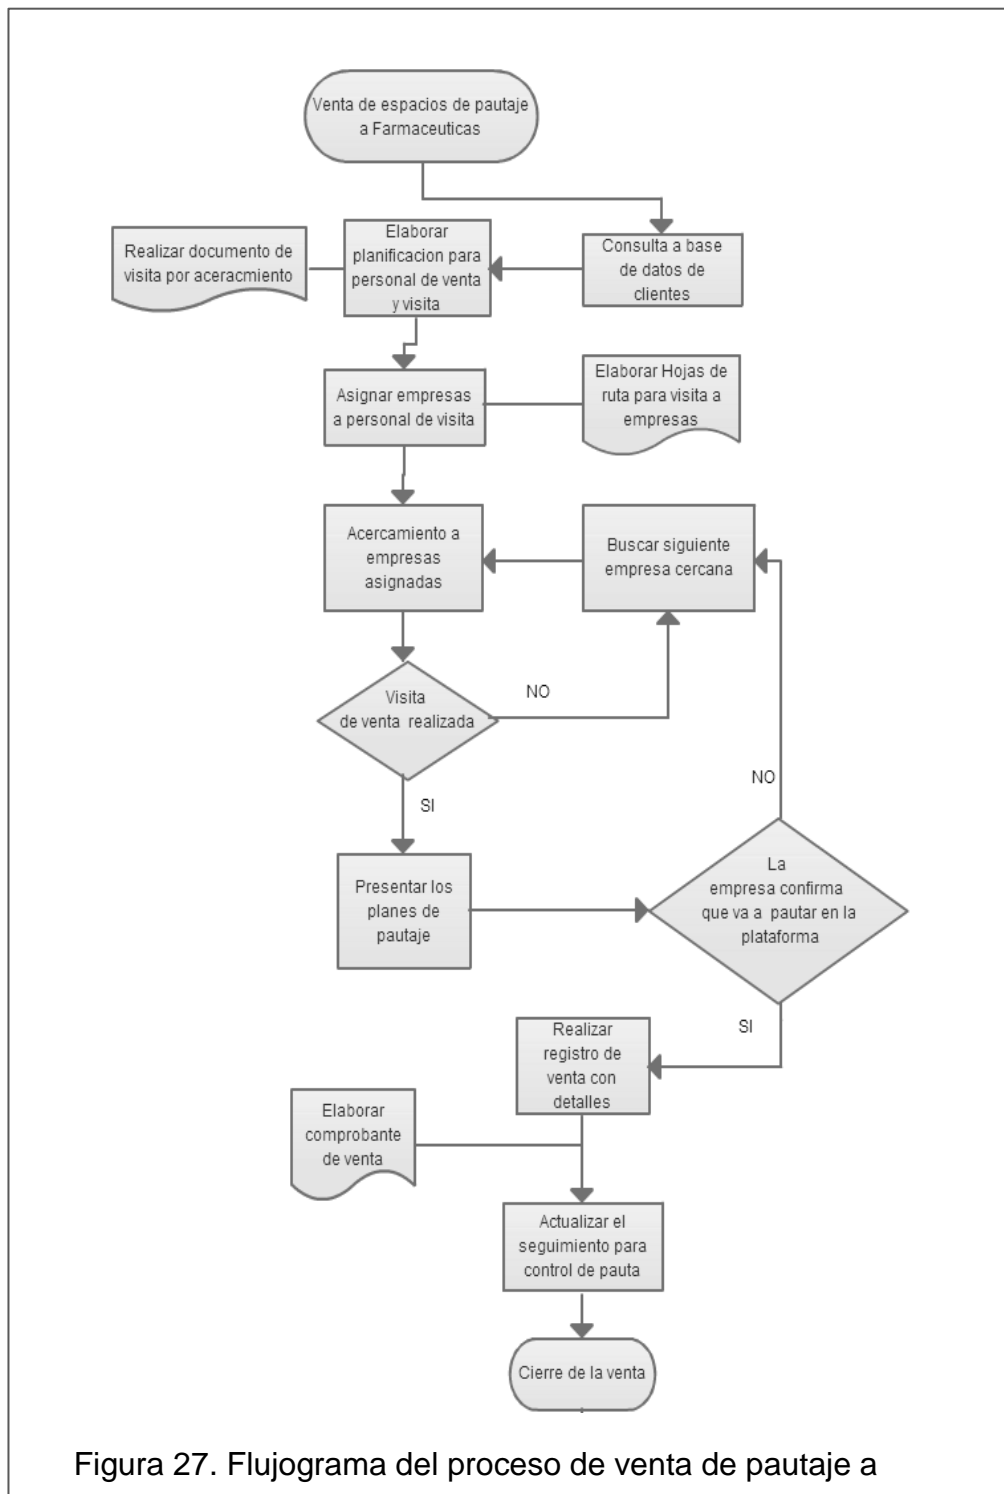 Venta de espacios de pautaje
a Farmaceuticas
Consulta a base
de datos de
clientes
Elaborar
planificacion para
personal de venta
y visita
Realizar documento de
visita por aceracmiento
Asignar empresas
a personal de visita
Elaborar Hojas de
ruta para visita a
empresas
Acercamiento a
empresas
asignadas
Buscar siguiente
empresa cercana
Visita
de venta realizada
NO
SI
NO
Presentar los
planes de
pautaje
La
empresa confirma
que va a pautar en la
plataforma
SI
Realizar
registro de
venta con
detalles
Elaborar
comprobante
de venta
Actualizar el
seguimiento para
control de pauta
Cierre de la venta
Figura 27. Flujograma del proceso de venta de pautaje a